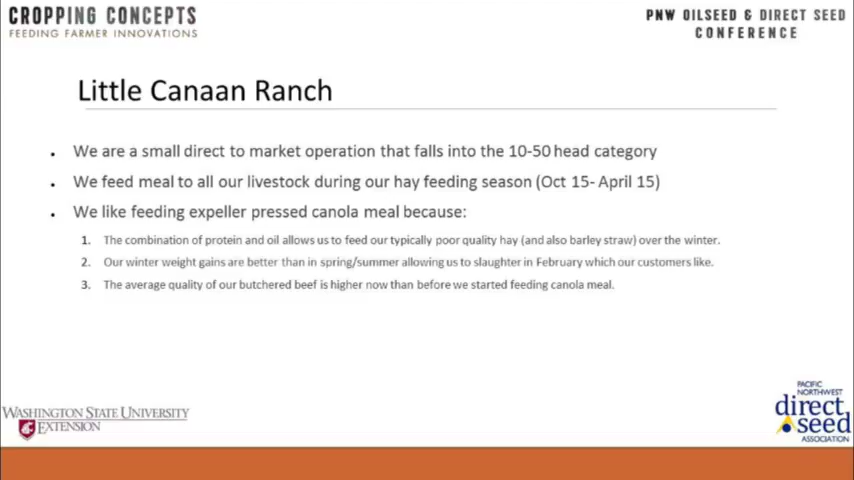 CROPPING CONCEPTS
FEEDING FARMER INNOVATIONS
PNW OILSEED & DIRECT SEED
CONFERENCE
Little Canaan Ranch
• We are a small direct to market operation that falls into the 10-50 head category
• We feed meal to all our livestock during our hay feeding season (Oct 15- April 15)
• We like feeding expeller pressed canola meal because:
1. The combination of protein and oil allows us to feed our typically poor quality hay (and also barley straw) over the winter.
2. Our winter weight gains are better than in spring/summer allowing us to slaughter in February which our customers like.
3. The average quality of our butchered beef is higher now than before we started feeding canola meal.
WASHINGTON STATE UNIVERSITY
EXTENSION
PACIFIC
NORTHWEST
direct
seed
ASSOCIATION